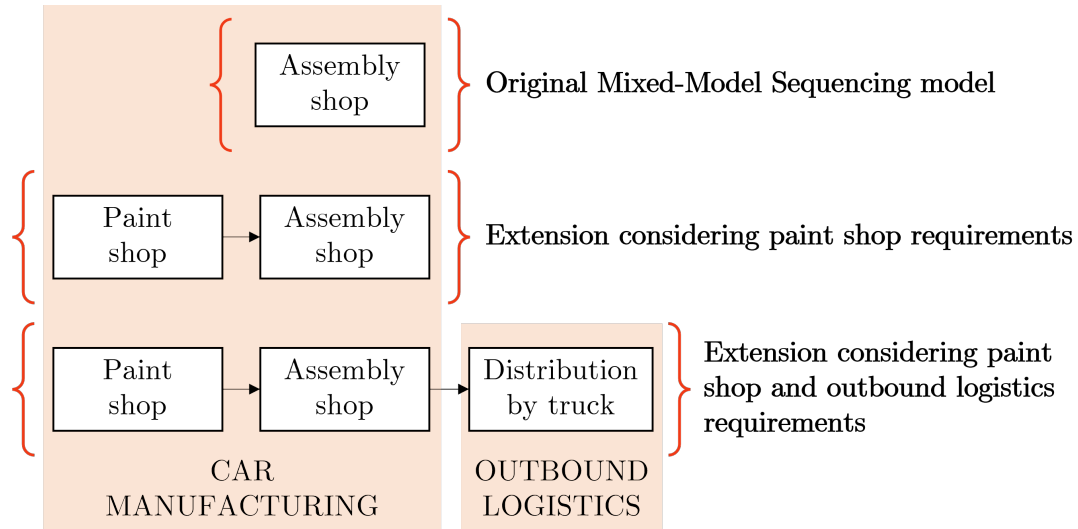 Assembly
shop
Original Mixed-Model Sequencing model
Paint
shop
Assembly
shop
Extension considering paint shop requirements
Paint
shop
Assembly
shop
Distribution
by truck
Extension considering paint
shop and outbound logistics
requirements
CAR
MANUFACTURING
OUTBOUND
LOGISTICS